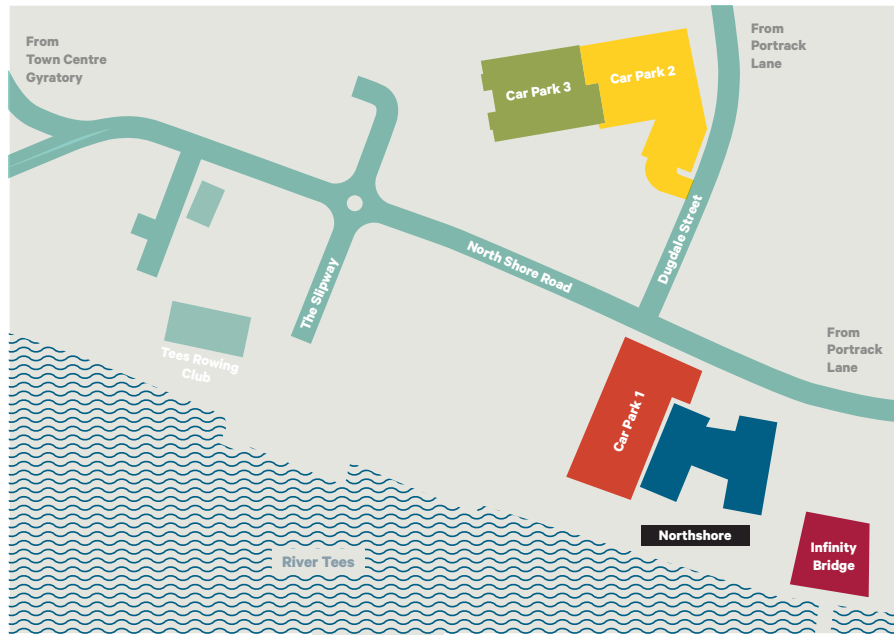 From
Town Centre
Gyratory
From
Portrack
Lane
Car Park 3
Car Park 2
Dugdale Street
North Shore Road
The Slipway
Tees Rowing
Club
From
Portrack
Lane
Car Park 1
Northshore
Infinity
Bridge
River Tees